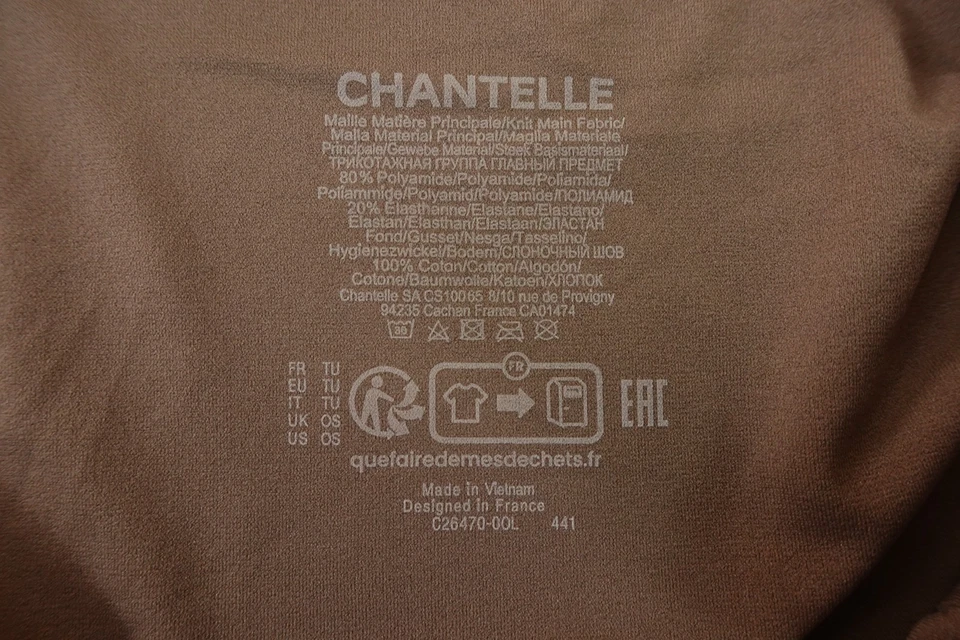 CHANTELLE
Maille Matière Principale/Knit Main Fabric/
Malla Material Principal/Maglia Materiale
Principale/Gewebe Material/Steek Basismateriaal/
ТРИКОТАЖНАЯ ГРУППА ГЛАВНЫЙ ПРЕДМЕТ
80% Polyamide/Polyamide/Poliamida/
Poliammide/Polyamid/Polyamide/ПОЛИАМИД
20% Elasthanne/Elastane/Elastano/
Elastan/Elasthan/Elastaan/ЭЛАСТАН
Fond/Gusset/Nesga/Tassellino/
Hygienezwickel/Bodem/СЛОНОЧНЫЙ ШОВ
100% Coton/Cotton/Algodón/
Cotone/Baumwolle/Katoen/ХЛОПОК
Chantelle SA CS10065 8/10 rue de Provigny
94235 Cachan France CA01474
30
FR TU
EU TU
IT TU
UK OS
US OS
FR
EAC
quefairedemesdechets.fr
Made in Vietnam
Designed in France
C26470-00L 441